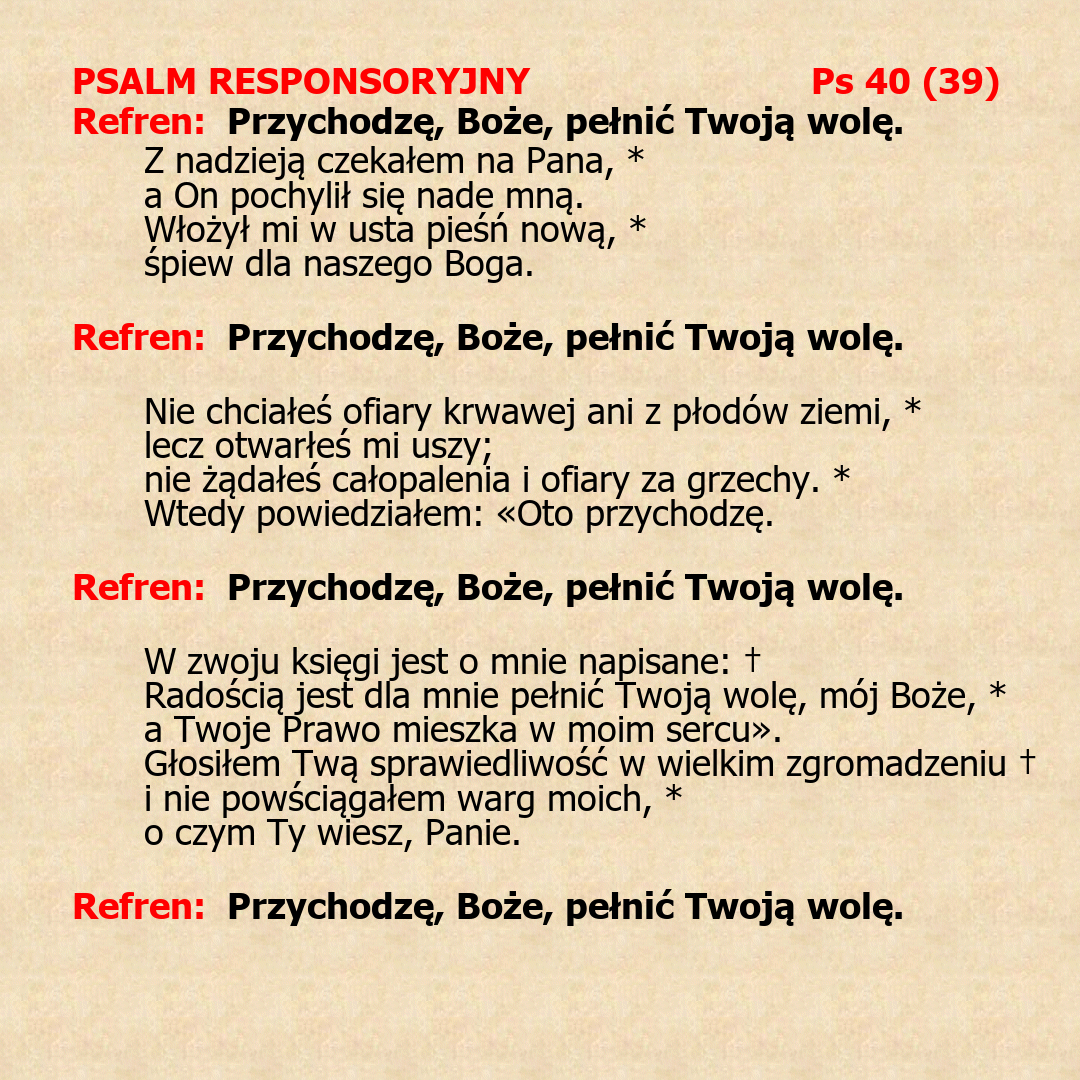 PSALM RESPONSORYJNY Ps 40 (39)
Refren: Przychodzę, Boże, pełnić Twoją wolę.
Z nadzieją czekałem na Pana, *
a On pochylił się nade mną.
Włożył mi w usta pieśń nową, *
śpiew dla naszego Boga.
Refren: Przychodzę, Boże, pełnić Twoją wolę.
Nie chciałeś ofiary krwawej ani z płodów ziemi, *
lecz otwarłeś mi uszy;
nie żądałeś całopalenia i ofiary za grzechy. *
Wtedy powiedziałem: «Oto przychodzę.
Refren: Przychodzę, Boże, pełnić Twoją wolę.
W zwoju księgi jest o mnie napisane: †
Radością jest dla mnie pełnić Twoją wolę, mój Boże, *
a Twoje Prawo mieszka w moim sercu».
Głosiłem Twą sprawiedliwość w wielkim zgromadzeniu †
i nie powściągałem warg moich, *
o czym Ty wiesz, Panie.
Refren: Przychodzę, Boże, pełnić Twoją wolę.